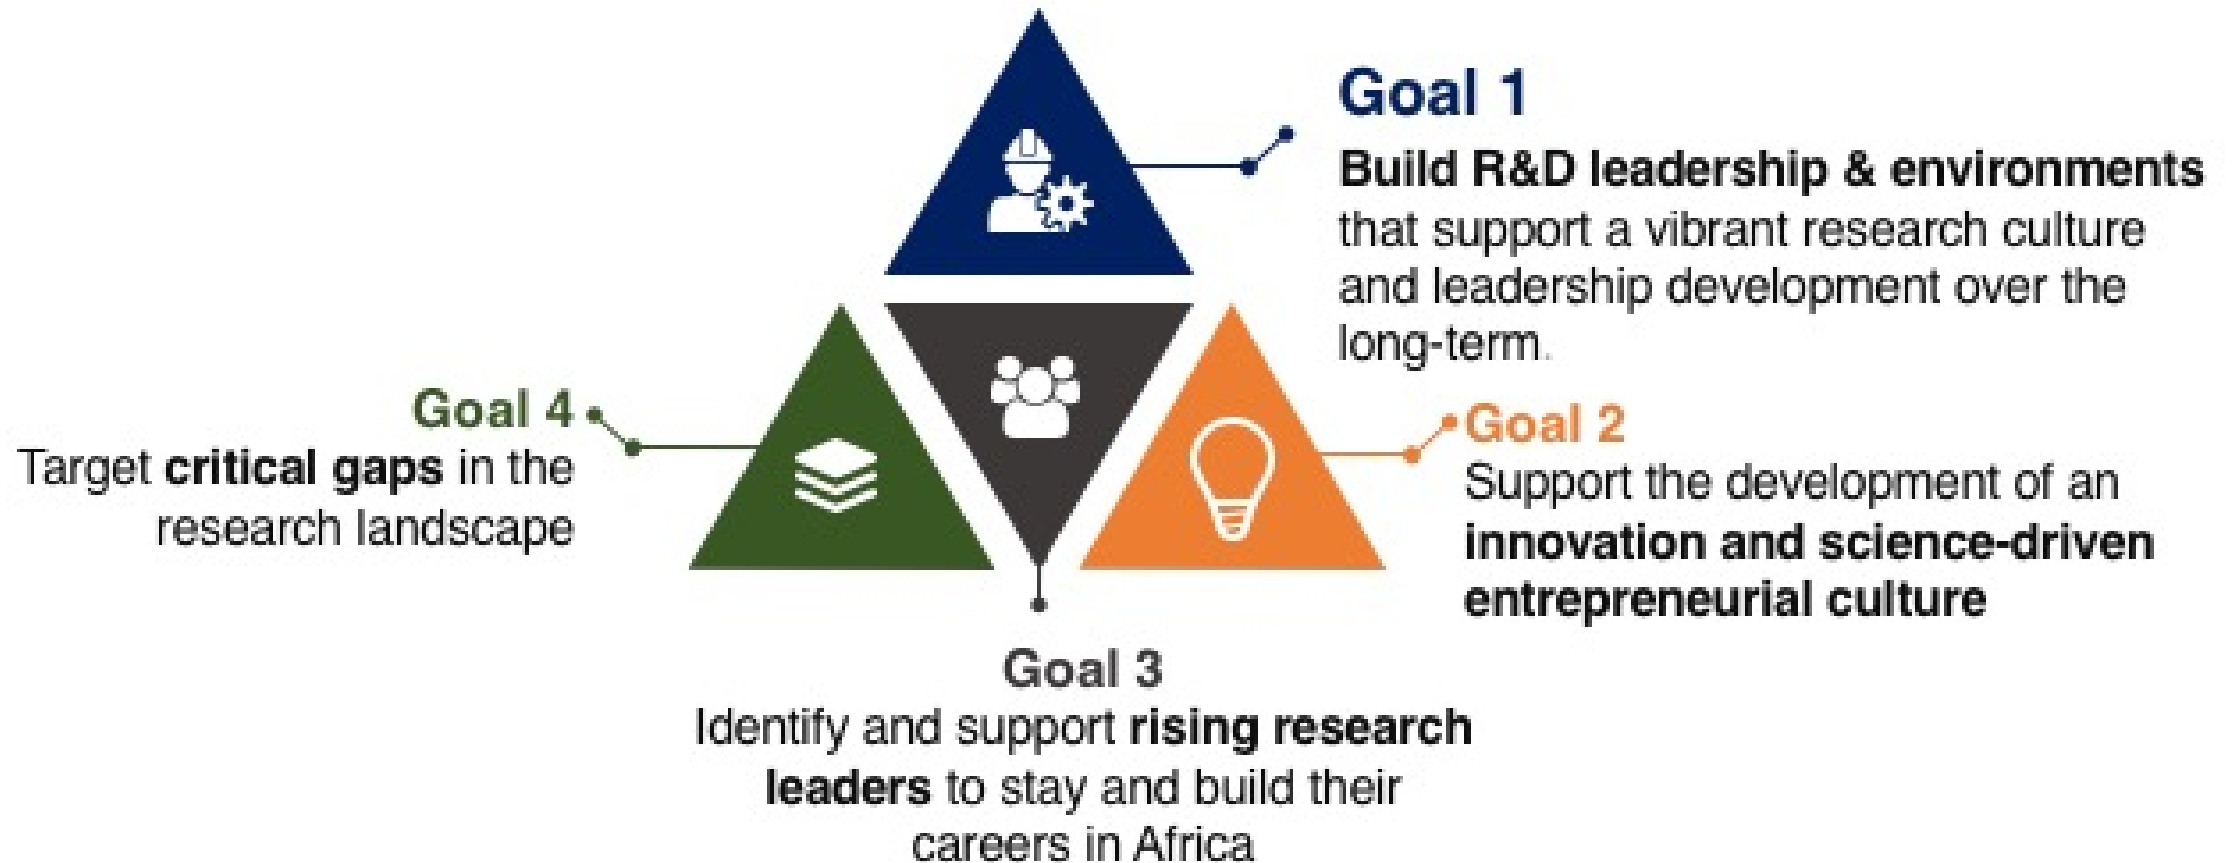 Goal 1
Build R&D leadership & environments
that support a vibrant research culture
and leadership development over the
long-term.
Goal 2
Support the development of an
innovation and science-driven
entrepreneurial culture
Goal 3
Identify and support rising research
leaders to stay and build their
careers in Africa
Goal 4
Target critical gaps in the
research landscape